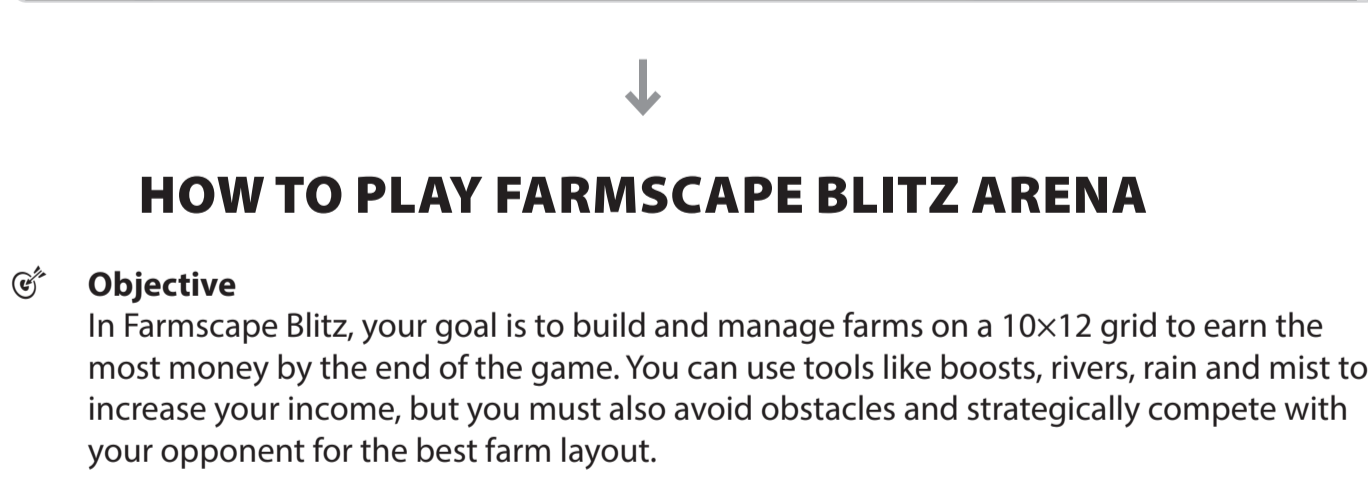 HOW TO PLAY FARMSCAPE BLITZ ARENA
Objective
In Farmscape Blitz, your goal is to build and manage farms on a 10×12 grid to earn the
most money by the end of the game. You can use tools like boosts, rivers, rain and mist to
increase your income, but you must also avoid obstacles and strategically compete with
your opponent for the best farm layout.